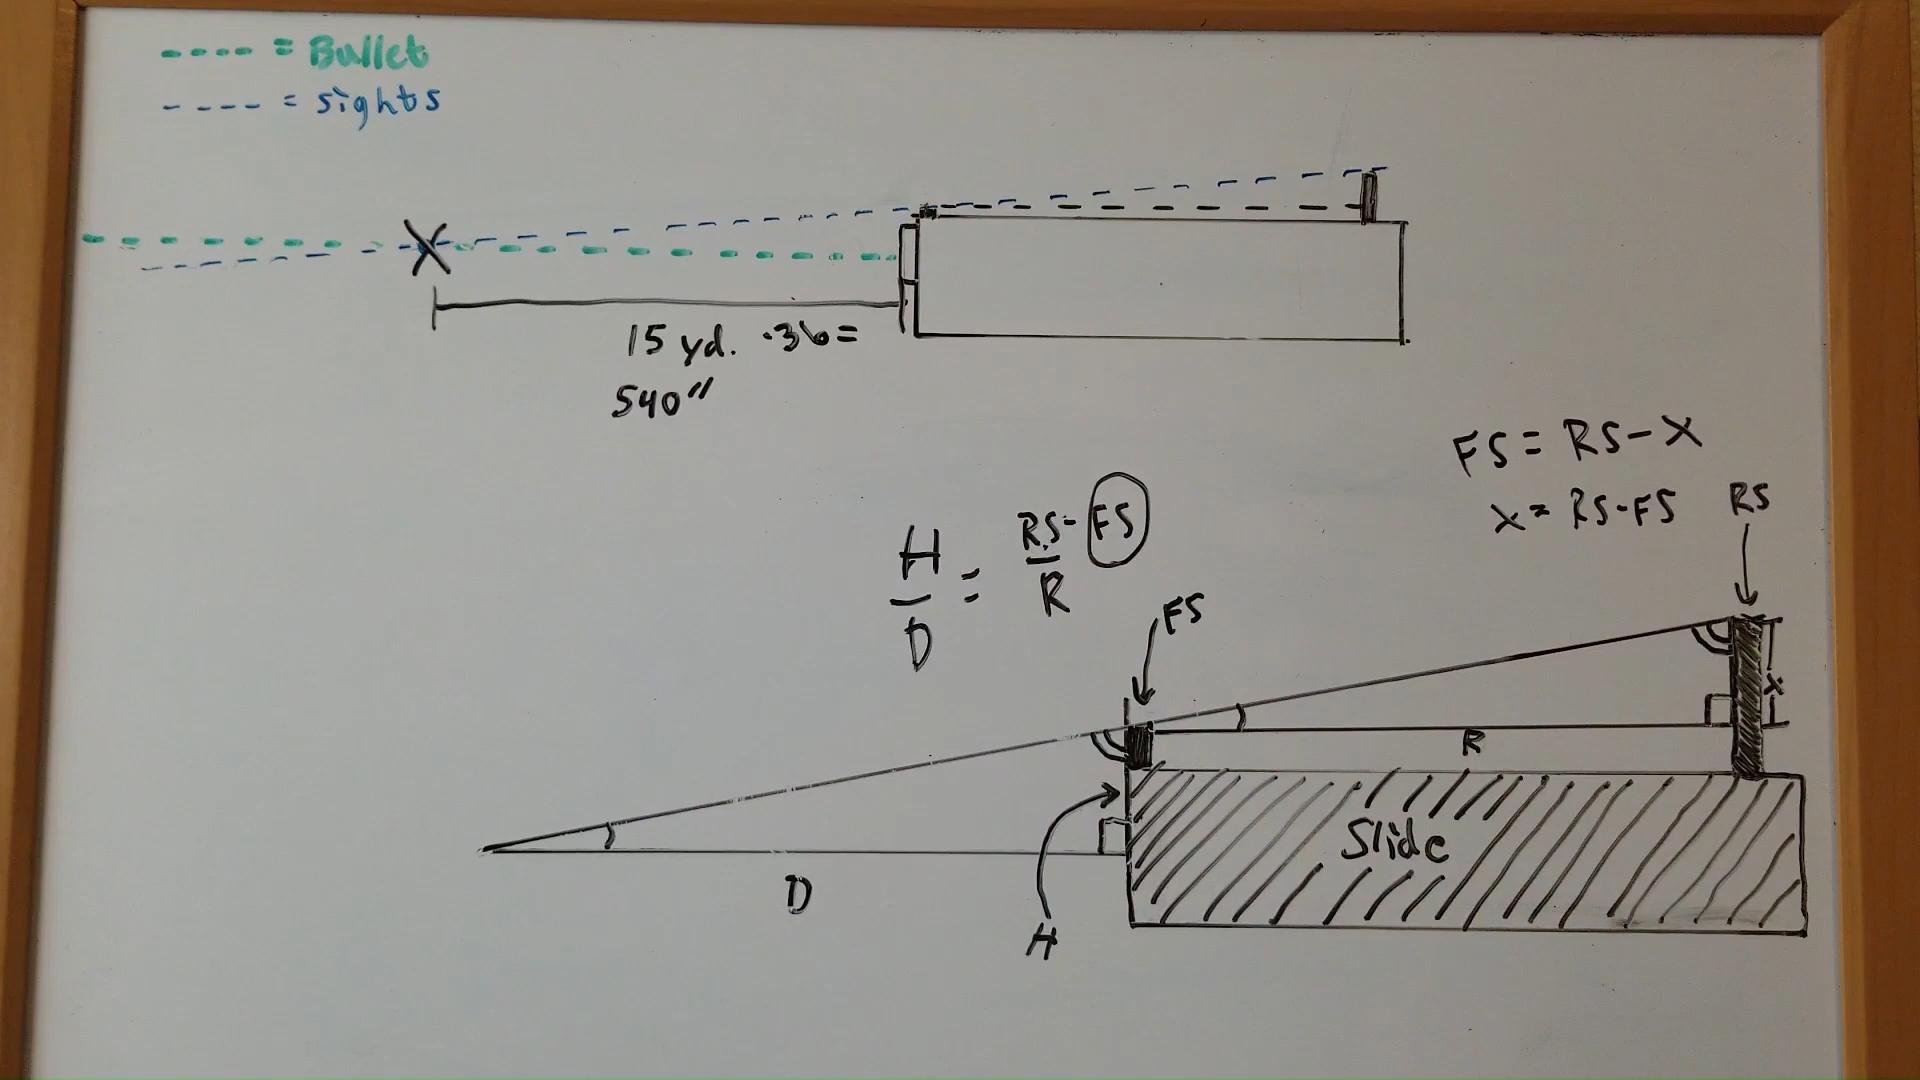 ---- = Bullet
---- = sights
15 yd. ·36=
540"
FS = RS - X
X = RS - FS
RS
H/D = RS - FS/R
FS
X
R
Slide
D
H